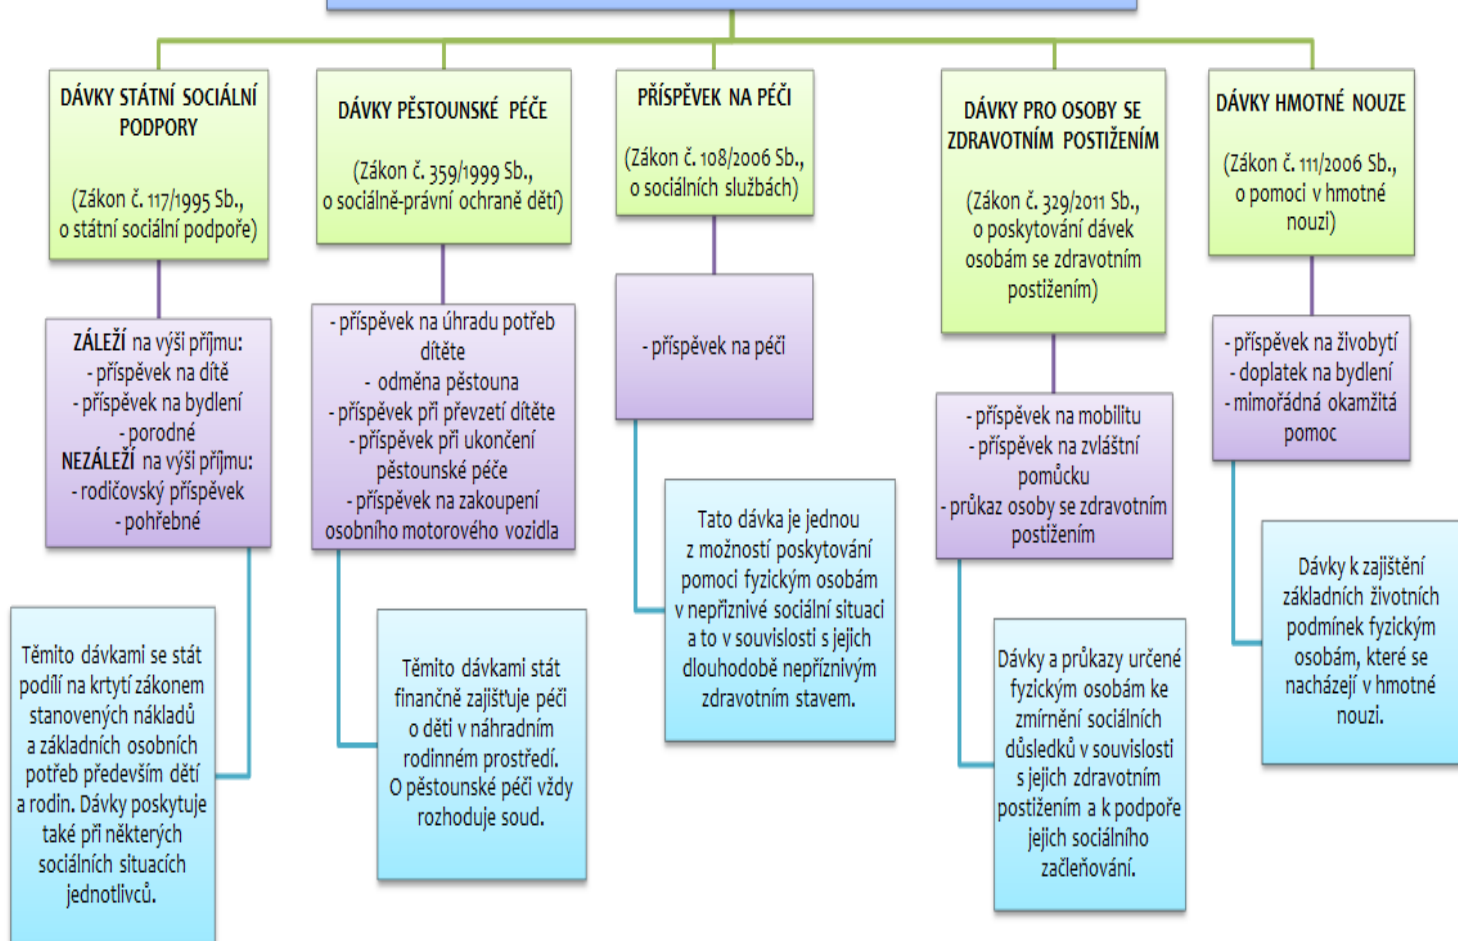 DÁVKY STÁTNÍ SOCIÁLNÍ
PODPORY
(Zákon č. 117/1995 Sb.,
o státní sociální podpoře)
ZÁLEŽÍ na výši příjmu:
- příspěvek na dítě
- příspěvek na bydlení
- porodné
NEZÁLEŽÍ na výši příjmu:
- rodičovský příspěvek
- pohřebné
Těmito dávkami se stát
podílí na krtytí zákonem
stanovených nákladů
a základních osobních
potřeb především dětí
a rodin. Dávky poskytuje
také při některých
sociálních situacích
jednotlivců.
DÁVKY PĚSTOUNSKÉ PÉČE
(Zákon č. 359/1999 Sb.,
o sociálně-právní ochraně dětí)
- příspěvek na úhradu potřeb
dítěte
- odměna pěstouna
- příspěvek při převzetí dítěte
- příspěvek při ukončení
pěstounské péče
- příspěvek na zakoupení
osobního motorového vozidla
Těmito dávkami stát
finančně zajišťuje péči
o děti v náhradním
rodinném prostředí.
O pěstounské péči vždy
rozhoduje soud.
PŘÍSPĚVEK NA PÉČI
(Zákon č. 108/2006 Sb.,
o sociálních službách)
- příspěvek na péči
Tato dávka je jednou
z možností poskytování
pomoci fyzickým osobám
v nepřiznivé sociální situaci
a to v souvislosti s jejich
dlouhodobě nepříznivým
zdravotním stavem.
DÁVKY PRO OSOBY SE
ZDRAVOTNÍM POSTIŽENÍM
(Zákon č. 329/2011 Sb.,
o poskytování dávek
osobám se zdravotním
postižením)
- příspěvek na mobilitu
- příspěvek na zvláštní
pomůcku
- průkaz osoby se zdravotním
postižením
Dávky a průkazy určené
fyzickým osobám ke
zmírnění sociálních
důsledků v souvislosti
s jejich zdravotním
postižením a k podpoře
jejich sociálního
začleňování.
DÁVKY HMOTNÉ NOUZE
(Zákon č. 111/2006 Sb.,
o pomoci v hmotné
nouzi)
- příspěvek na živobytí
- doplatek na bydlení
- mimořádná okamžitá
pomoc
Dávky k zajištění
základních životních
podmínek fyzickým
osobám, které se
nacházejí v hmotné
nouzi.